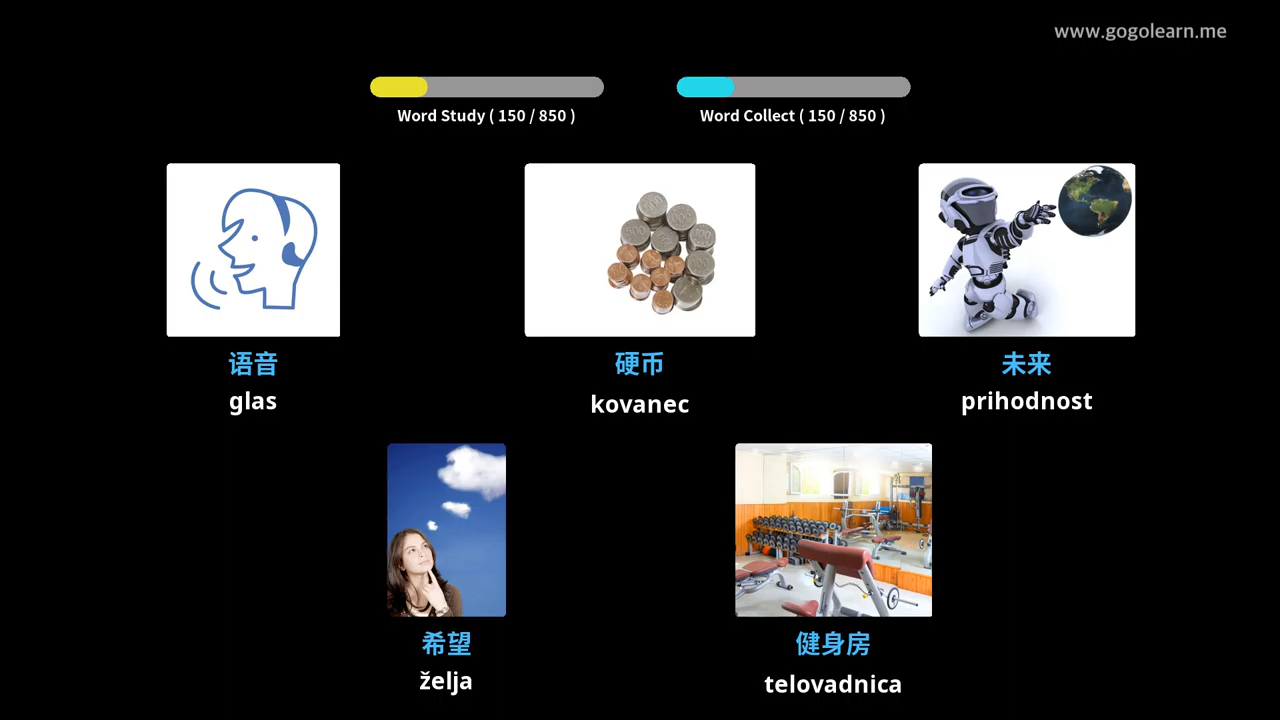 www.gogolearn.me
Word Study ( 150 / 850 )
Word Collect ( 150 / 850 )
语音
glas
硬币
kovanec
未来
prihodnost
希望
želja
健身房
telovadnica